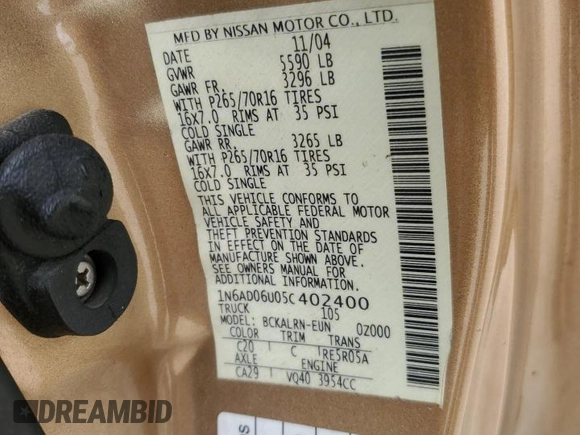 MFD BY NISSAN MOTOR CO., LTD.
DATE 11/04
GVWR 5590 LB
GAWR FR. 3296 LB
WITH P265/70R16 TIRES
16x7.0 RIMS AT 35 PSI
COLD SINGLE
GAWR RR. 3265 LB
WITH P265/70R16 TIRES
16x7.0 RIMS AT 35 PSI
COLD SINGLE
THIS VEHICLE CONFORMS TO
ALL APPLICABLE FEDERAL MOTOR
VEHICLE SAFETY AND
THEFT PREVENTION STANDARDS
IN EFFECT ON THE DATE OF
MANUFACTURE SHOWN ABOVE.
SEE OWNERS MANUAL FOR
ADDITIONAL INFORMATION.
1N6AD06U05C402400
TRUCK 105
MODEL: BCKALRN-EUN 0Z000
COLOR TRIM TRANS
C20 C TRE5R05A
AXLE ENGINE
CA29 VQ40 3954CC
DREAMBID